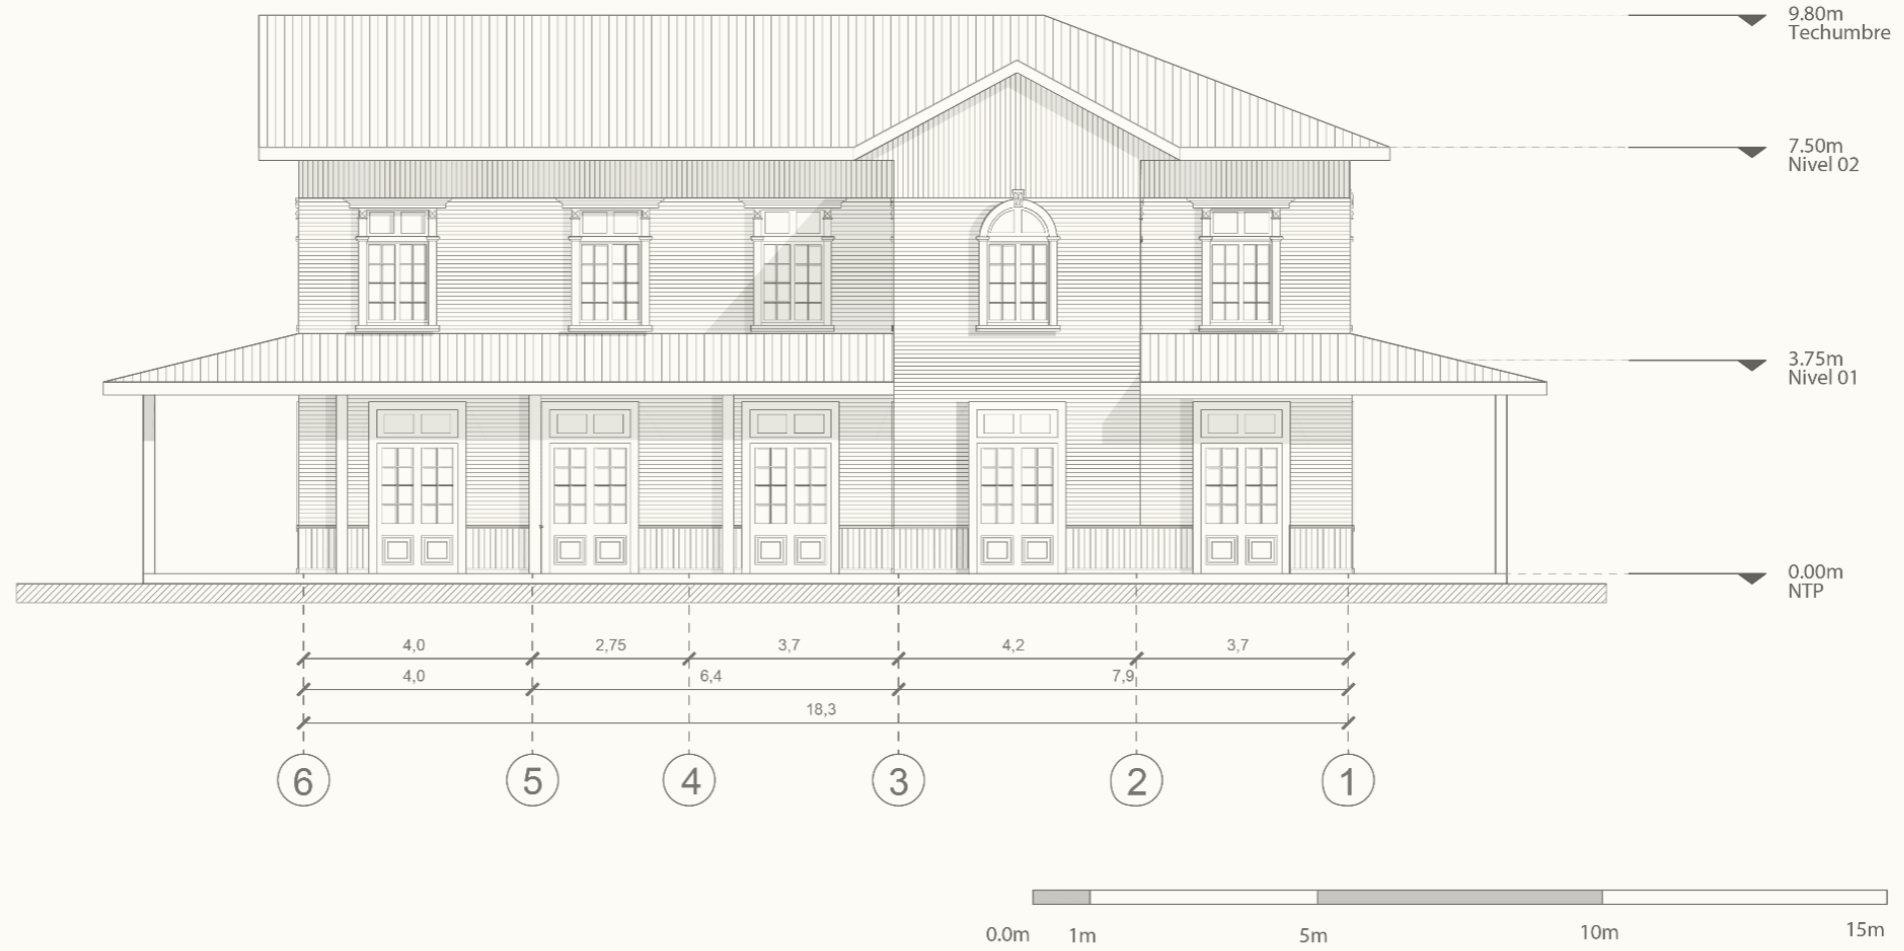 9.80m
Techumbre
7.50m
Nivel 02
3.75m
Nivel 01
0.00m
NTP
4,0 2,75 3,7 4,2 3,7
4,0 6,4 7,9
18,3
6 5 4 3 2 1
0.0m 1m 5m 10m 15m